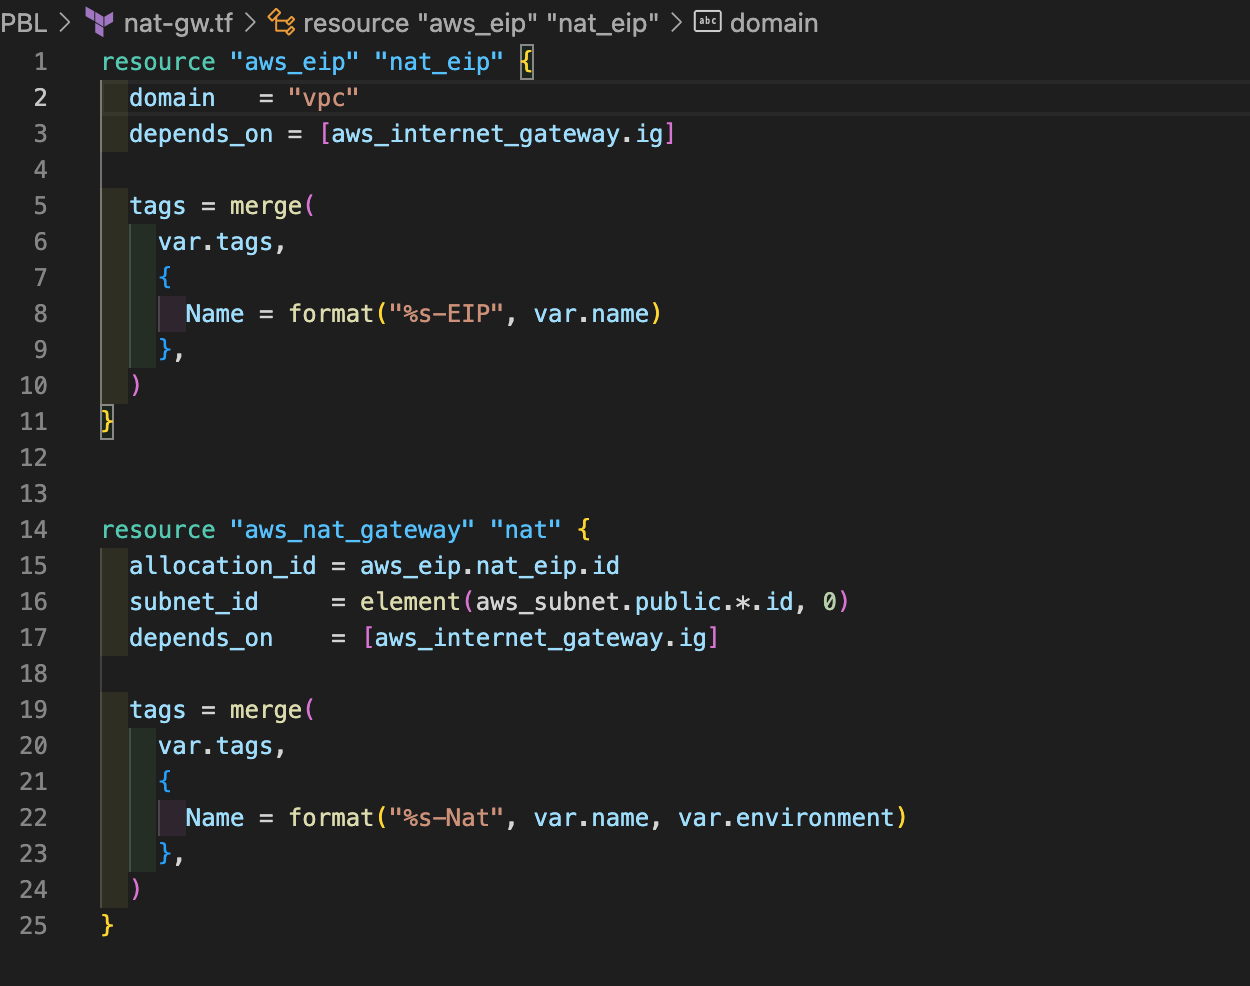 PBL > nat-gw.tf > resource "aws_eip" "nat_eip" > abc domain
1 resource "aws_eip" "nat_eip" {
2   domain   = "vpc"
3   depends_on = [aws_internet_gateway.ig]
4
5   tags = merge(
6     var.tags,
7     {
8       Name = format("%s-EIP", var.name)
9     },
10   )
11 }
12
13
14 resource "aws_nat_gateway" "nat" {
15   allocation_id = aws_eip.nat_eip.id
16   subnet_id     = element(aws_subnet.public.*.id, 0)
17   depends_on    = [aws_internet_gateway.ig]
18
19   tags = merge(
20     var.tags,
21     {
22       Name = format("%s-Nat", var.name, var.environment)
23     },
24   )
25 }